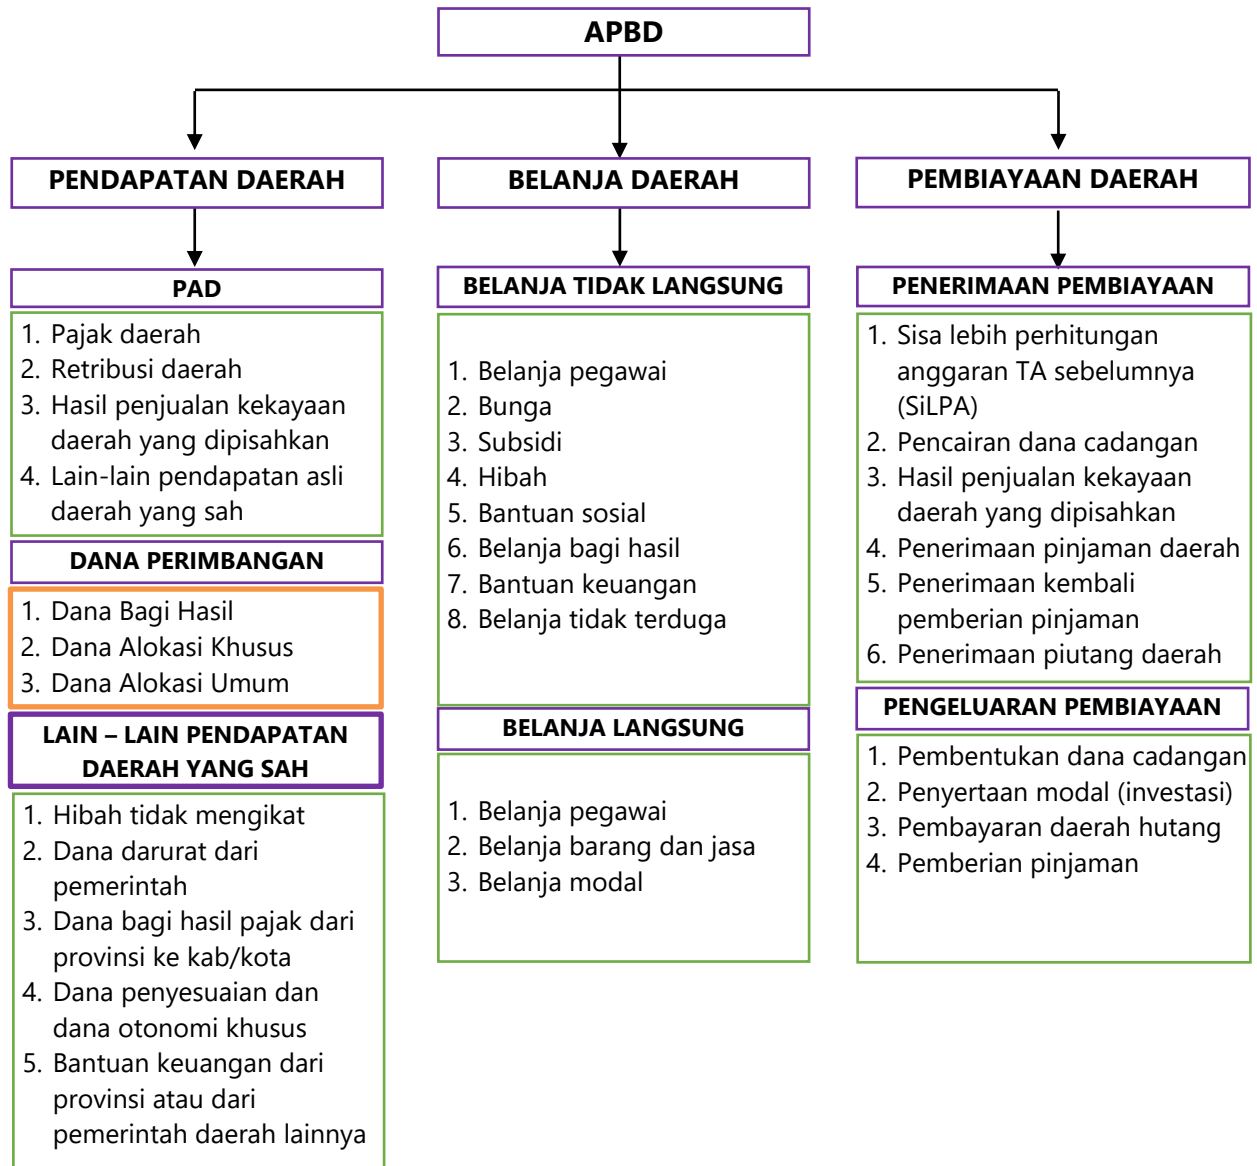 APBD
PENDAPATAN DAERAH
PAD
1. Pajak daerah
2. Retribusi daerah
3. Hasil penjualan kekayaan
daerah yang dipisahkan
4. Lain-lain pendapatan asli
daerah yang sah
DANA PERIMBANGAN
1. Dana Bagi Hasil
2. Dana Alokasi Khusus
3. Dana Alokasi Umum
LAIN – LAIN PENDAPATAN
DAERAH YANG SAH
1. Hibah tidak mengikat
2. Dana darurat dari
pemerintah
3. Dana bagi hasil pajak dari
provinsi ke kab/kota
4. Dana penyesuaian dan
dana otonomi khusus
5. Bantuan keuangan dari
provinsi atau dari
pemerintah daerah lainnya
BELANJA DAERAH
BELANJA TIDAK LANGSUNG
1. Belanja pegawai
2. Bunga
3. Subsidi
4. Hibah
5. Bantuan sosial
6. Belanja bagi hasil
7. Bantuan keuangan
8. Belanja tidak terduga
BELANJA LANGSUNG
1. Belanja pegawai
2. Belanja barang dan jasa
3. Belanja modal
PEMBIAYAAN DAERAH
PENERIMAAN PEMBIAYAAN
1. Sisa lebih perhitungan
anggaran TA sebelumnya
(SiLPA)
2. Pencairan dana cadangan
3. Hasil penjualan kekayaan
daerah yang dipisahkan
4. Penerimaan pinjaman daerah
5. Penerimaan kembali
pemberian pinjaman
6. Penerimaan piutang daerah
PENGELUARAN PEMBIAYAAN
1. Pembentukan dana cadangan
2. Penyertaan modal (investasi)
3. Pembayaran daerah hutang
4. Pemberian pinjaman